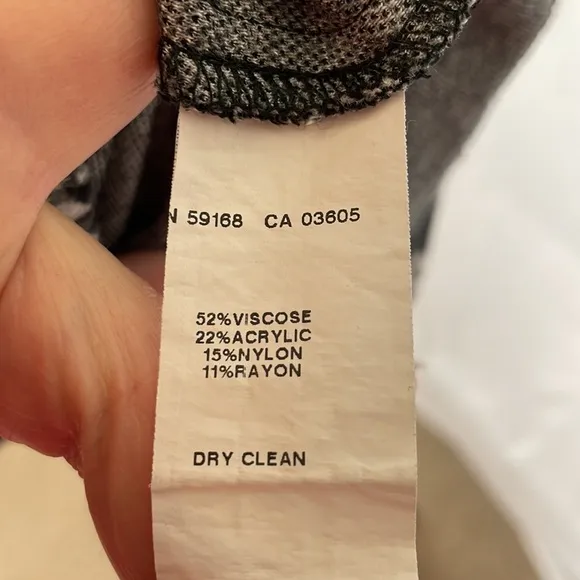 N 59168 CA 03605
52%VISCOSE
22%ACRYLIC
15%NYLON
11%RAYON
DRY CLEAN